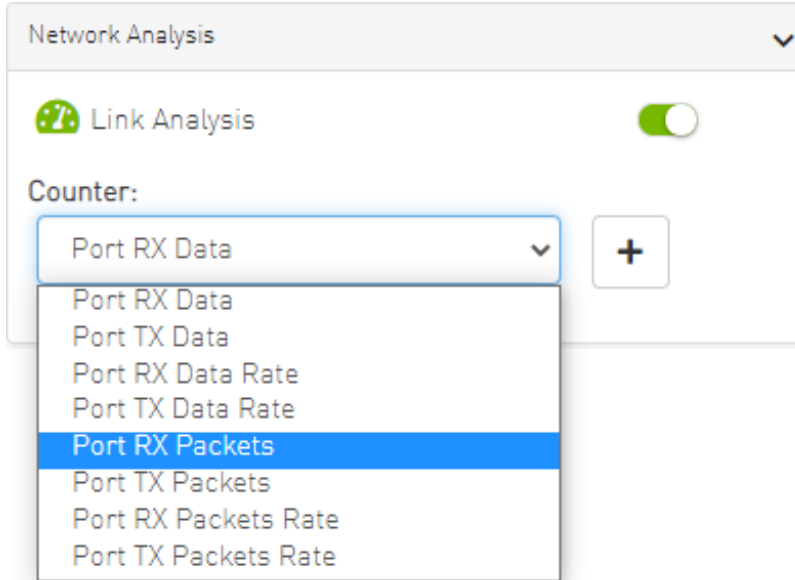 Network Analysis
Link Analysis
Counter:
Port RX Data
Port RX Data
Port TX Data
Port RX Data Rate
Port TX Data Rate
Port RX Packets
Port TX Packets
Port RX Packets Rate
Port TX Packets Rate